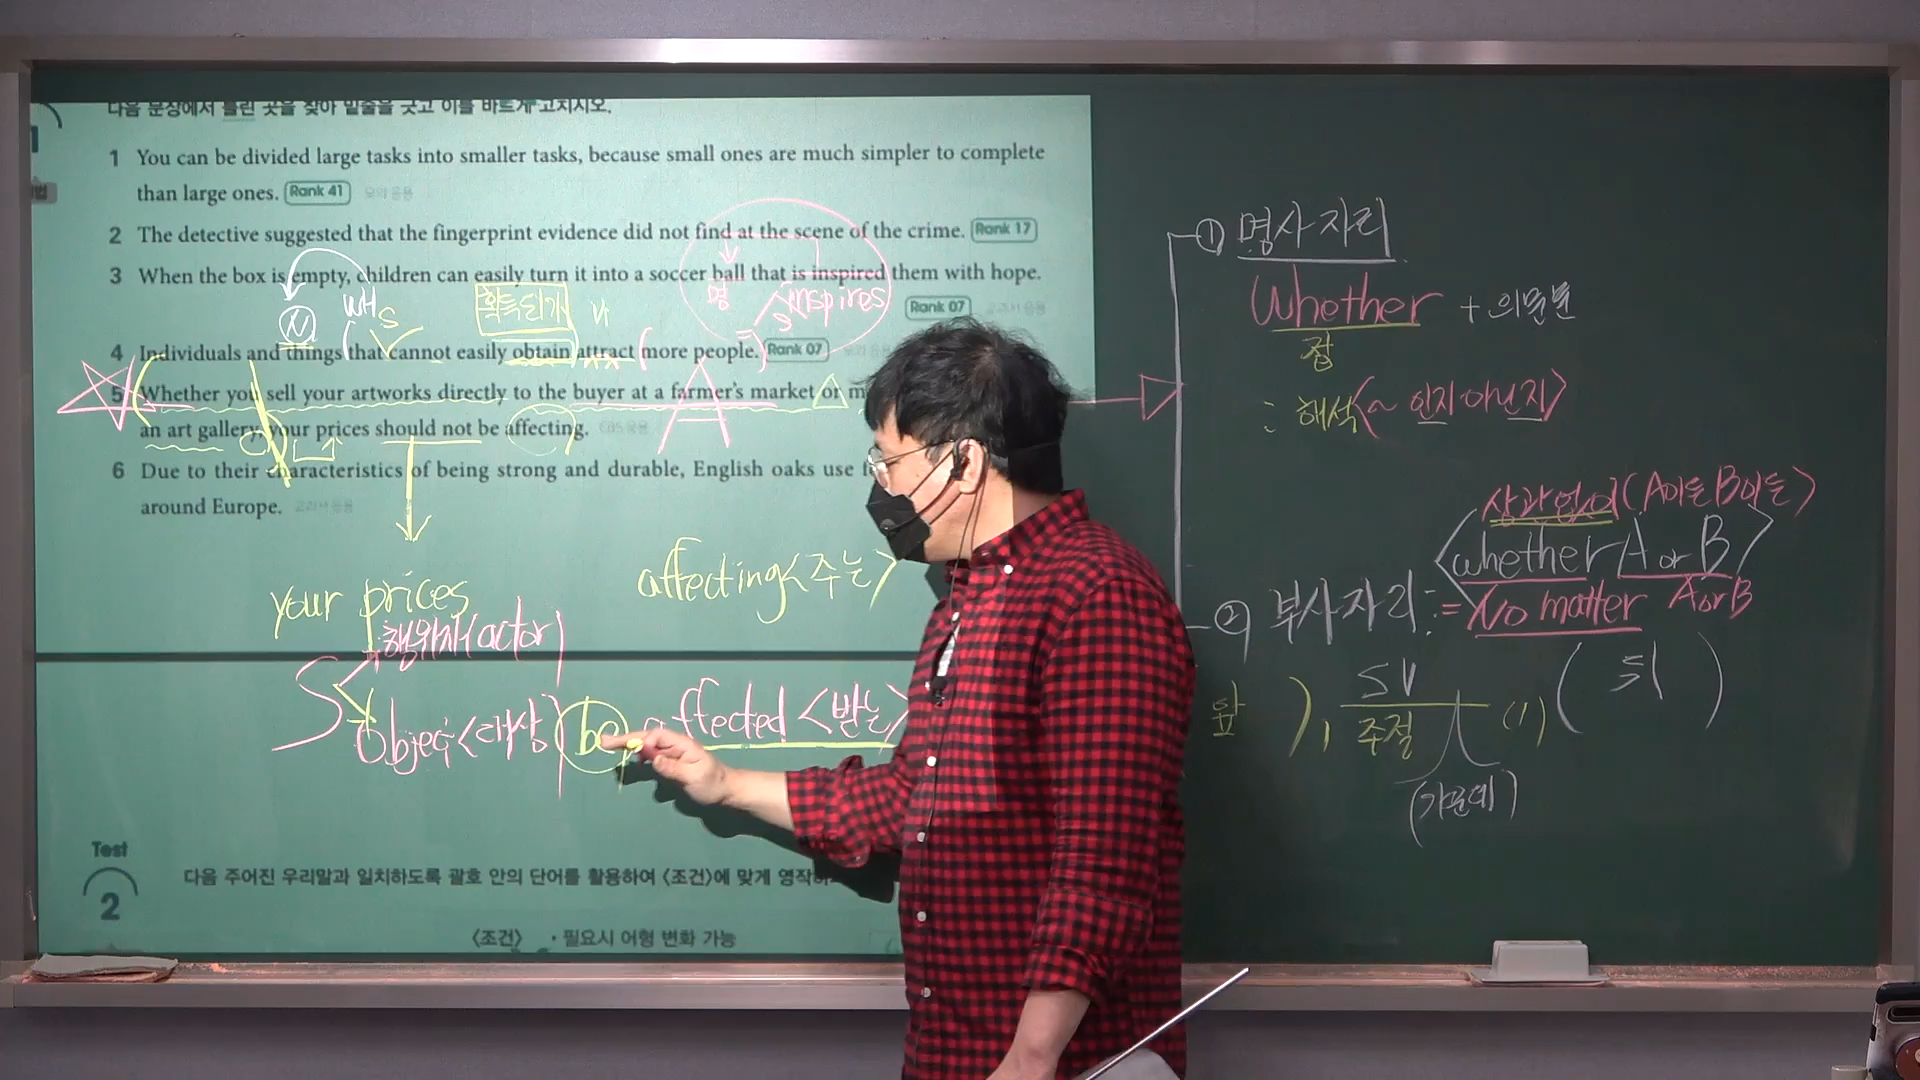 다음 문장에서 틀린 곳을 찾아 밑줄을 긋고 이를 바르게 고치시오.
1 You can be divided large tasks into smaller tasks, because small ones are much simpler to complete
than large ones. Rank 41 모의 응용
2 The detective suggested that the fingerprint evidence did not find at the scene of the crime. Rank 17
3 When the box is empty, children can easily turn it into a soccer ball that is inspired them with hope.
Rank 07
명 inspires
S
N WH S 획득되기 V
4 Individuals and things that cannot easily obtain attract more people. Rank 07
5 Whether you sell your artworks directly to the buyer at a farmer's market or
A
an art gallery, your prices should not be affecting. EBS 응용
6 Due to their characteristics of being strong and durable, English oaks use
around Europe.
affecting<주는>
your prices
행위자(actor)
S
Object<대상) be affected <받는>
Test
2
다음 주어진 우리말과 일치하도록 괄호 안의 단어를 활용하여 <조건>에 맞게
<조건> · 필요시 어형 변화 가능
① 명사자리
Whether + 의문문
접
: 해석<~ 인지 아닌지>
상관없이(A이든 B이든)
<whether A or B>
② 부사자리 : = No matter A or B
앞 ), SV (,) ( 뒤 )
주절
(가운데)